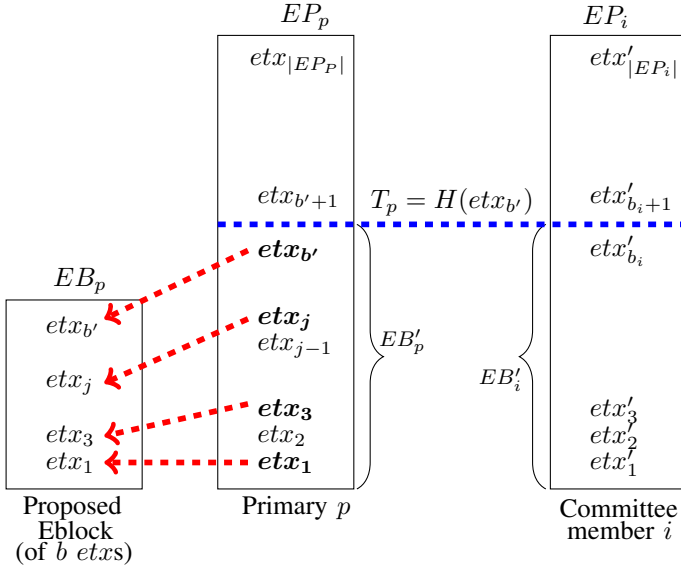 EP_p
EP_i
etx_{|EP_P|}
etx'_{|EP_i|}
etx_{b'+1}
T_p = H(etx_{b'})
etx'_{b_i+1}
etx_{b'}
etx'_{b_i}
EB_p
etx_{b'}
etx_j
etx_{j-1}
EB'_p
EB'_i
etx_j
etx_3
etx'_3
etx_3
etx_2
etx'_2
etx_1
etx_1
etx'_1
Proposed
Eblock
(of b etxs)
Primary p
Committee
member i